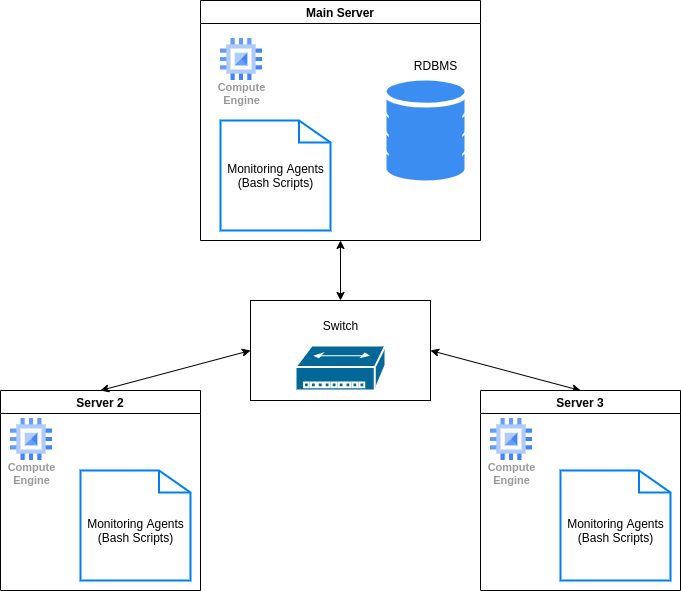 Main Server
RDBMS
Compute
Engine
Monitoring Agents
(Bash Scripts)
Switch
Server 2
Compute
Engine
Monitoring Agents
(Bash Scripts)
Server 3
Compute
Engine
Monitoring Agents
(Bash Scripts)